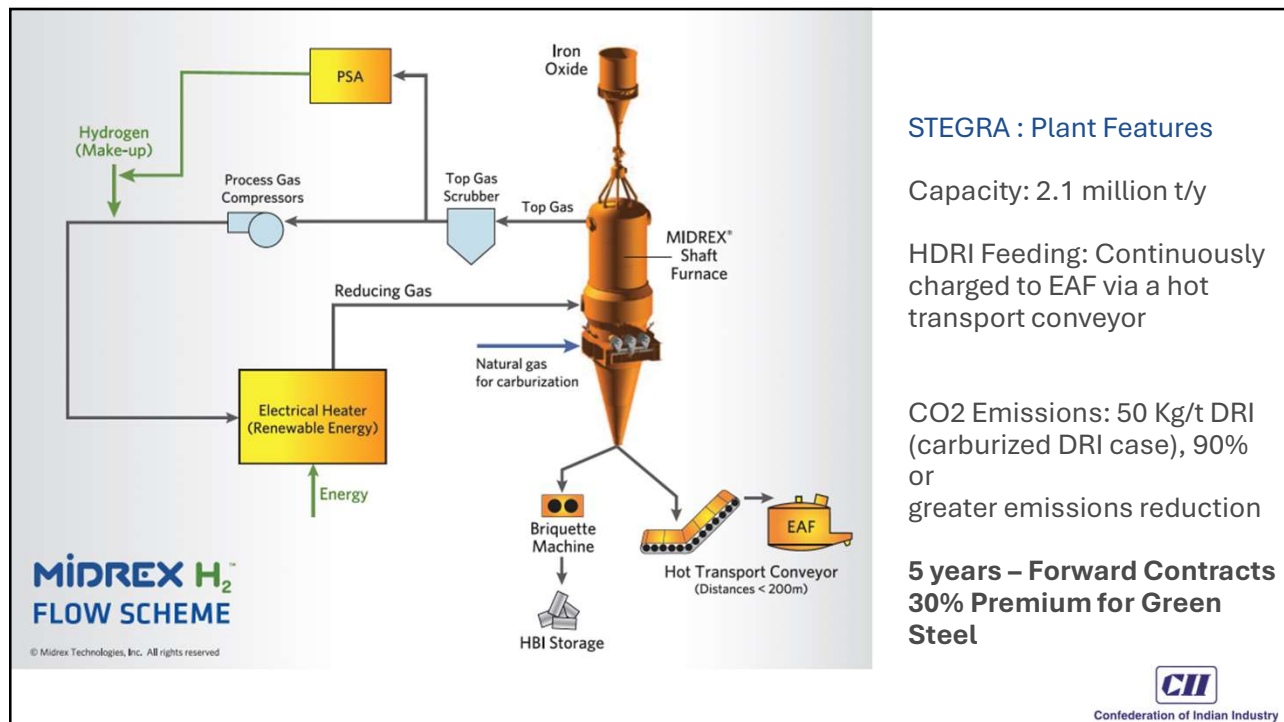 Iron
Oxide
PSA
Hydrogen
(Make-up)
Process Gas
Compressors
Top Gas
Scrubber
Top Gas
MIDREX®
Shaft
Furnace
Reducing Gas
Natural gas
for carburization
Electrical Heater
(Renewable Energy)
Energy
Briquette
Machine
EAF
Hot Transport Conveyor
(Distances < 200m)
HBI Storage
MIDREX H₂™
FLOW SCHEME
© Midrex Technologies, Inc. All rights reserved
STEGRA : Plant Features
Capacity: 2.1 million t/y
HDRI Feeding: Continuously
charged to EAF via a hot
transport conveyor
CO2 Emissions: 50 Kg/t DRI
(carburized DRI case), 90%
or
greater emissions reduction
5 years – Forward Contracts
30% Premium for Green
Steel
CII
Confederation of Indian Industry